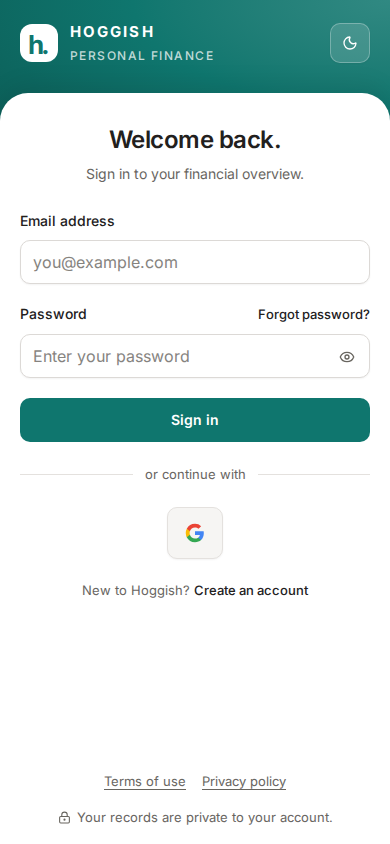 h.
HOGGISH
PERSONAL FINANCE
Welcome back.
Sign in to your financial overview.
Email address
you@example.com
Password
Forgot password?
Enter your password
Sign in
or continue with
G
New to Hoggish? Create an account
Terms of use
Privacy policy
Your records are private to your account.